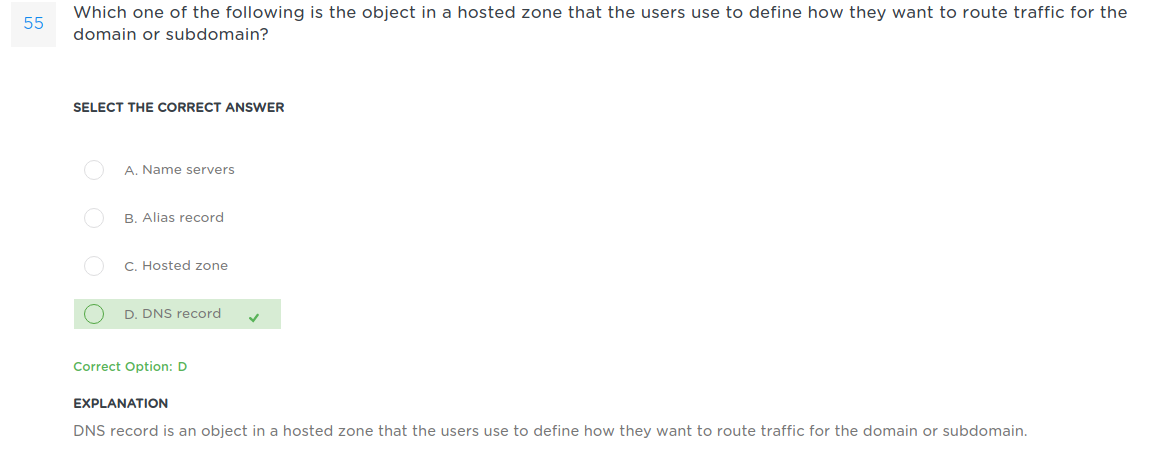 55
Which one of the following is the object in a hosted zone that the users use to define how they want to route traffic for the
domain or subdomain?
SELECT THE CORRECT ANSWER
A. Name servers
B. Alias record
C. Hosted zone
D. DNS record
Correct Option: D
EXPLANATION
DNS record is an object in a hosted zone that the users use to define how they want to route traffic for the domain or subdomain.